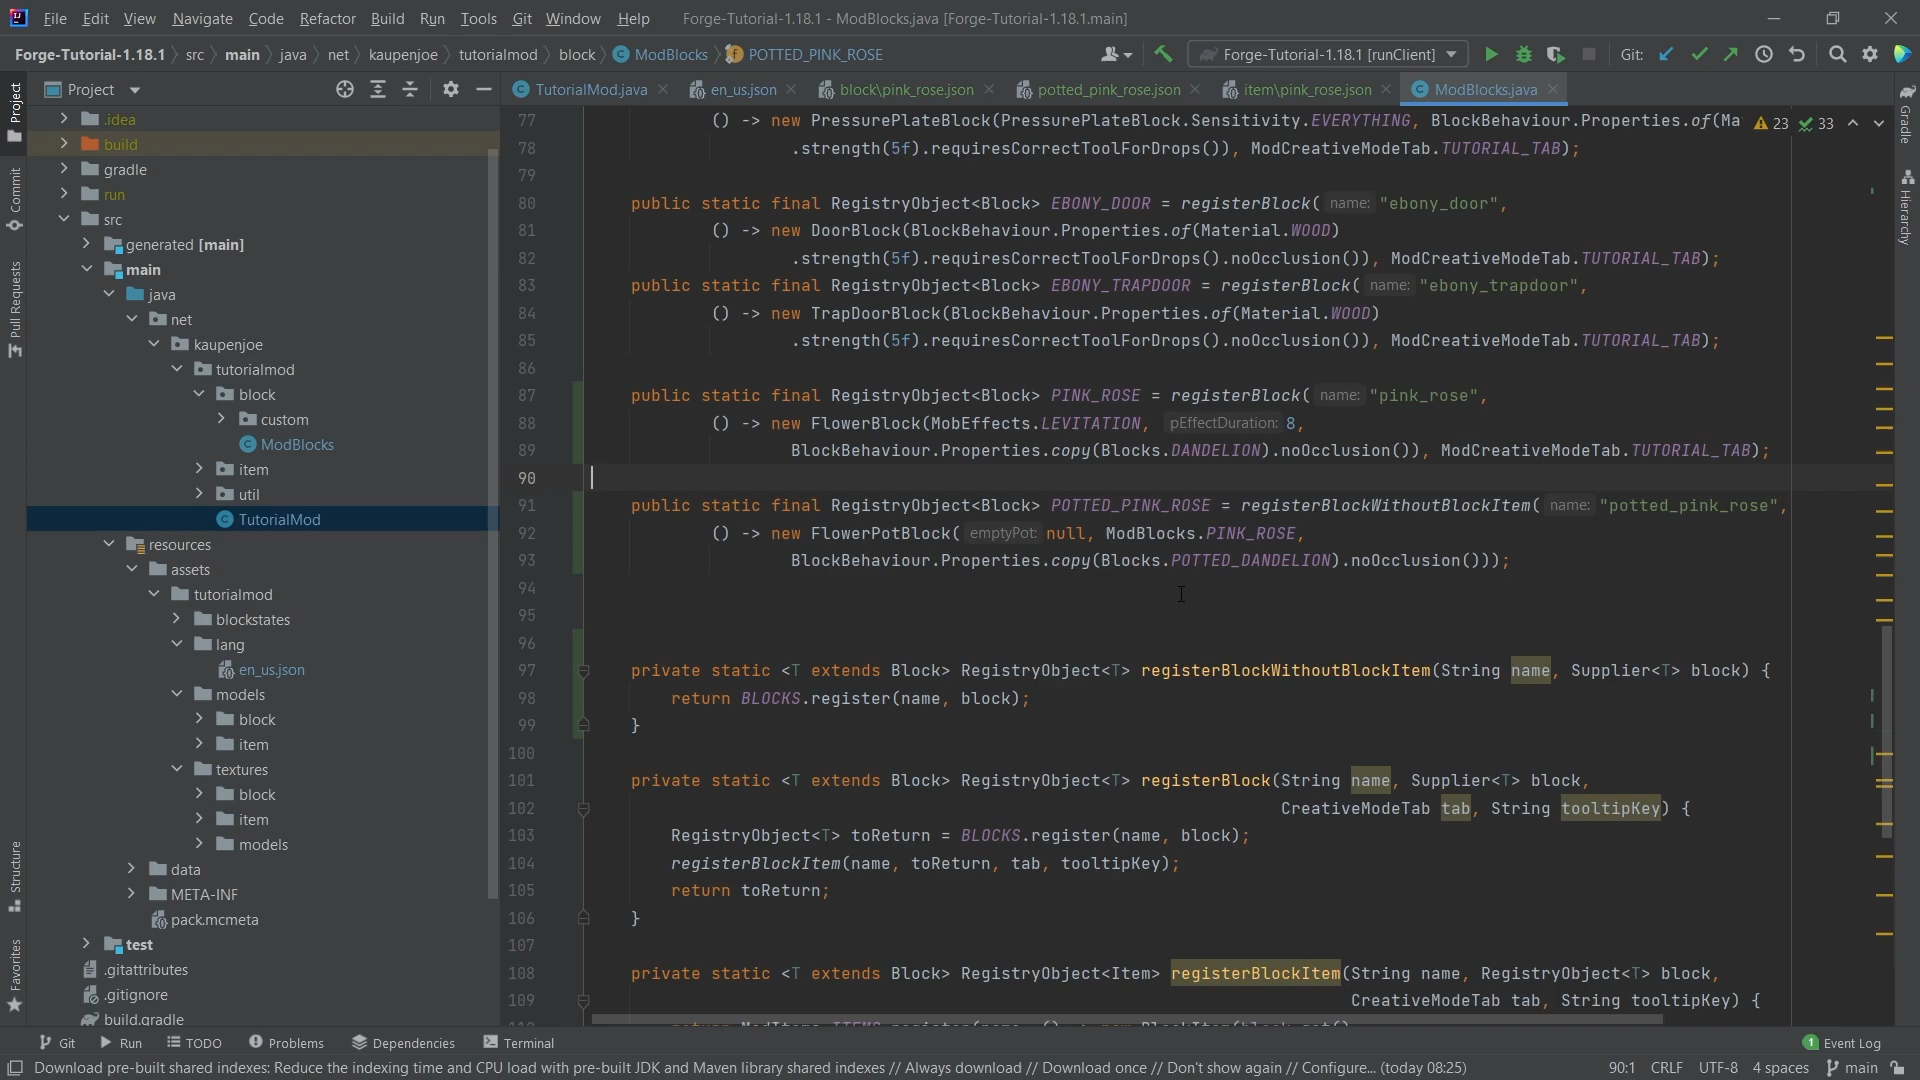 File Edit View Navigate Code Refactor Build Run Tools Git Window Help Forge-Tutorial-1.18.1 - ModBlocks.java [Forge-Tutorial-1.18.1.main]
Forge-Tutorial-1.18.1 src main java net kaupenjoe tutorialmod block ModBlocks POTTED_PINK_ROSE Forge-Tutorial-1.18.1 [runClient] Git:
Project TutorialMod.java en_us.json block\pink_rose.json potted_pink_rose.json item\pink_rose.json ModBlocks.java
Project
Commit
Pull Requests
Structure
Favorites
Gradle
Hierarchy
.idea
build
gradle
run
src
generated [main]
main
java
net
kaupenjoe
tutorialmod
block
custom
ModBlocks
item
util
TutorialMod
resources
assets
tutorialmod
blockstates
lang
en_us.json
models
block
item
textures
block
item
models
data
META-INF
pack.mcmeta
test
.gitattributes
.gitignore
build.gradle
23 33
77 () -> new PressurePlateBlock(PressurePlateBlock.Sensitivity.EVERYTHING, BlockBehaviour.Properties.of(Ma
78 .strength(5f).requiresCorrectToolForDrops()), ModCreativeModeTab.TUTORIAL_TAB);
79
80 public static final RegistryObject<Block> EBONY_DOOR = registerBlock( name: "ebony_door",
81 () -> new DoorBlock(BlockBehaviour.Properties.of(Material.WOOD)
82 .strength(5f).requiresCorrectToolForDrops().noOcclusion()), ModCreativeModeTab.TUTORIAL_TAB);
83 public static final RegistryObject<Block> EBONY_TRAPDOOR = registerBlock( name: "ebony_trapdoor",
84 () -> new TrapDoorBlock(BlockBehaviour.Properties.of(Material.WOOD)
85 .strength(5f).requiresCorrectToolForDrops().noOcclusion()), ModCreativeModeTab.TUTORIAL_TAB);
86
87 public static final RegistryObject<Block> PINK_ROSE = registerBlock( name: "pink_rose",
88 () -> new FlowerBlock(MobEffects.LEVITATION, pEffectDuration: 8,
89 BlockBehaviour.Properties.copy(Blocks.DANDELION).noOcclusion()), ModCreativeModeTab.TUTORIAL_TAB);
90
91 public static final RegistryObject<Block> POTTED_PINK_ROSE = registerBlockWithoutBlockItem( name: "potted_pink_rose",
92 () -> new FlowerPotBlock( emptyPot: null, ModBlocks.PINK_ROSE,
93 BlockBehaviour.Properties.copy(Blocks.POTTED_DANDELION).noOcclusion()));
94
95
96
97 private static <T extends Block> RegistryObject<T> registerBlockWithoutBlockItem(String name, Supplier<T> block) {
98 return BLOCKS.register(name, block);
99 }
100
101 private static <T extends Block> RegistryObject<T> registerBlock(String name, Supplier<T> block,
102 CreativeModeTab tab, String tooltipKey) {
103 RegistryObject<T> toReturn = BLOCKS.register(name, block);
104 registerBlockItem(name, toReturn, tab, tooltipKey);
105 return toReturn;
106 }
107
108 private static <T extends Block> RegistryObject<Item> registerBlockItem(String name, RegistryObject<T> block,
109 CreativeModeTab tab, String tooltipKey) {
Git Run TODO Problems Dependencies Terminal 1 Event Log
Download pre-built shared indexes: Reduce the indexing time and CPU load with pre-built JDK and Maven library shared indexes // Always download // Download once // Don't show again // Configure... (today 08:25) 90:1 CRLF UTF-8 4 spaces main